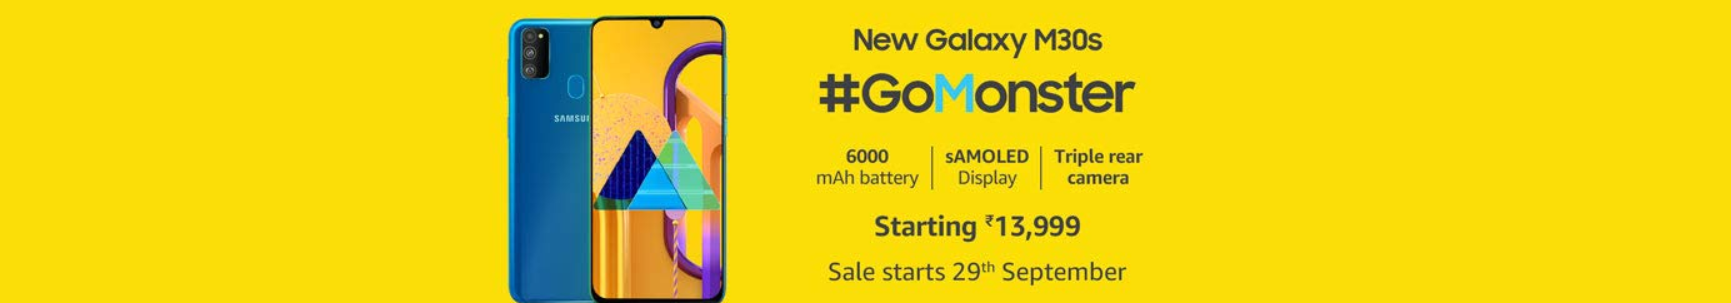 SAMSU
New Galaxy M30s
#GoMonster
6000 mAh battery
sAMOLED Display
Triple rear camera
Starting ₹13,999
Sale starts 29th September